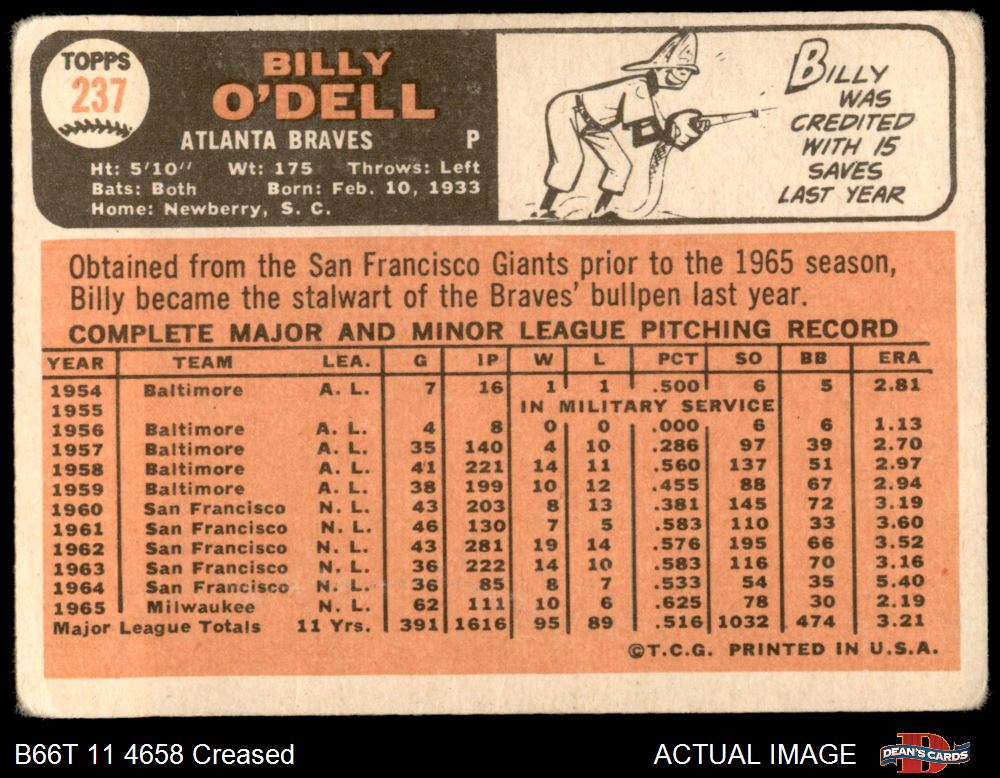 TOPPS
237
BILLY
O'DELL
ATLANTA BRAVES P
Ht: 5'10" Wt: 175 Throws: Left
Bats: Both Born: Feb. 10, 1933
Home: Newberry, S. C.
BILLY
WAS
CREDITED
WITH 15
SAVES
LAST YEAR
Obtained from the San Francisco Giants prior to the 1965 season,
Billy became the stalwart of the Braves' bullpen last year.
COMPLETE MAJOR AND MINOR LEAGUE PITCHING RECORD
YEAR TEAM LEA. G IP W L PCT SO BB ERA
1954 Baltimore A. L. 7 16 1 1 .500 6 5 2.81
1955 IN MILITARY SERVICE
1956 Baltimore A. L. 4 8 0 0 .000 6 6 1.13
1957 Baltimore A. L. 35 140 4 10 .286 97 39 2.70
1958 Baltimore A. L. 41 221 14 11 .560 137 51 2.97
1959 Baltimore A. L. 38 199 10 12 .455 88 67 2.94
1960 San Francisco N. L. 43 203 8 13 .381 145 72 3.19
1961 San Francisco N. L. 46 130 7 5 .583 110 33 3.60
1962 San Francisco N. L. 43 281 19 14 .576 195 66 3.52
1963 San Francisco N. L. 36 222 14 10 .583 116 70 3.16
1964 San Francisco N. L. 36 85 8 7 .533 54 35 5.40
1965 Milwaukee N. L. 62 111 10 6 .625 78 30 2.19
Major League Totals 11 Yrs. 391 1616 95 89 .516 1032 474 3.21
©T.C.G. PRINTED IN U.S.A.
B66T 11 4658 Creased ACTUAL IMAGE DEAN'S CARDS